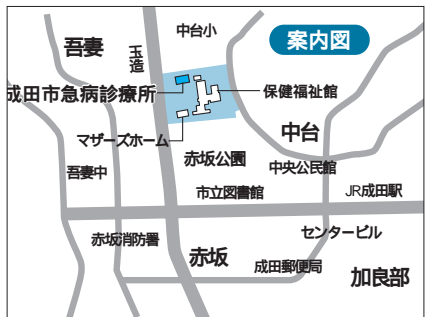 中台小
案内図
吾妻
玉造
成田市急病診療所
保健福祉館
マザーズホーム
中台
赤坂公園
中央公民館
吾妻中
市立図書館
JR成田駅
赤坂消防署
センタービル
赤坂
成田郵便局
加良部